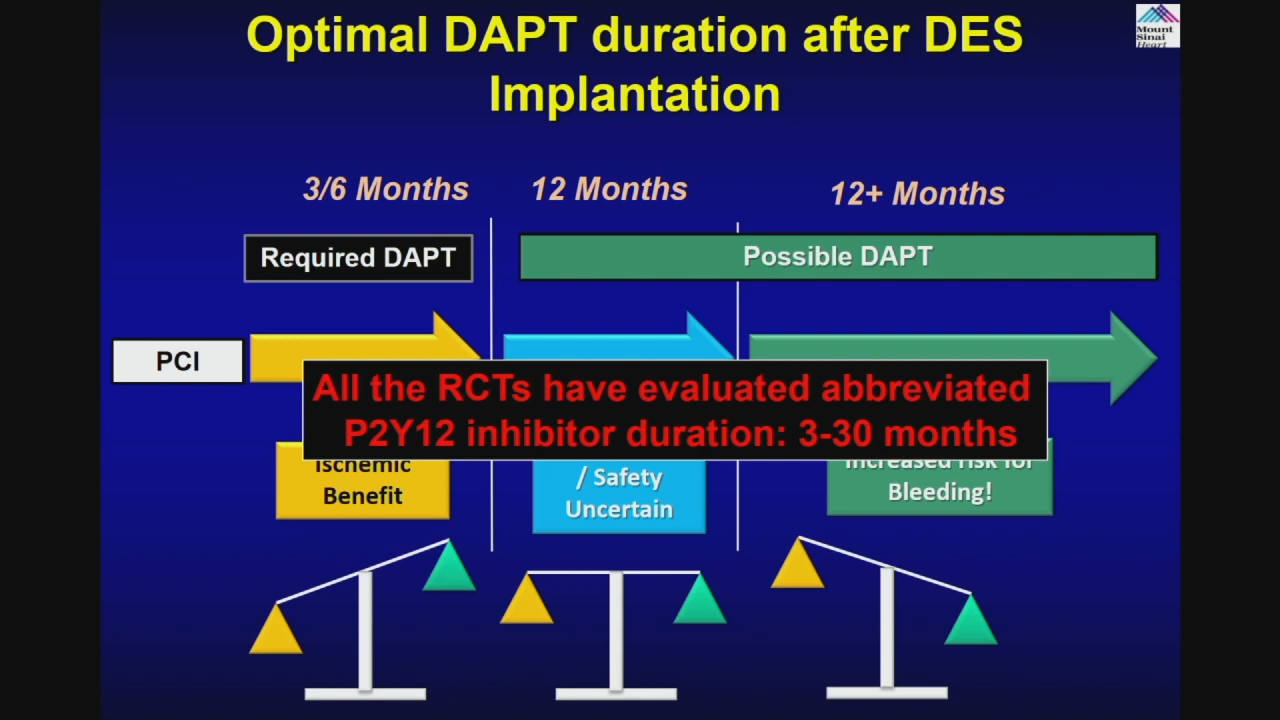 Optimal DAPT duration after DES
Implantation
Mount
Sinai
Heart
3/6 Months
12 Months
12+ Months
Required DAPT
Possible DAPT
PCI
All the RCTs have evaluated abbreviated
P2Y12 inhibitor duration: 3-30 months
Ischemic
Benefit
/ Safety
Uncertain
Increased risk for
Bleeding!